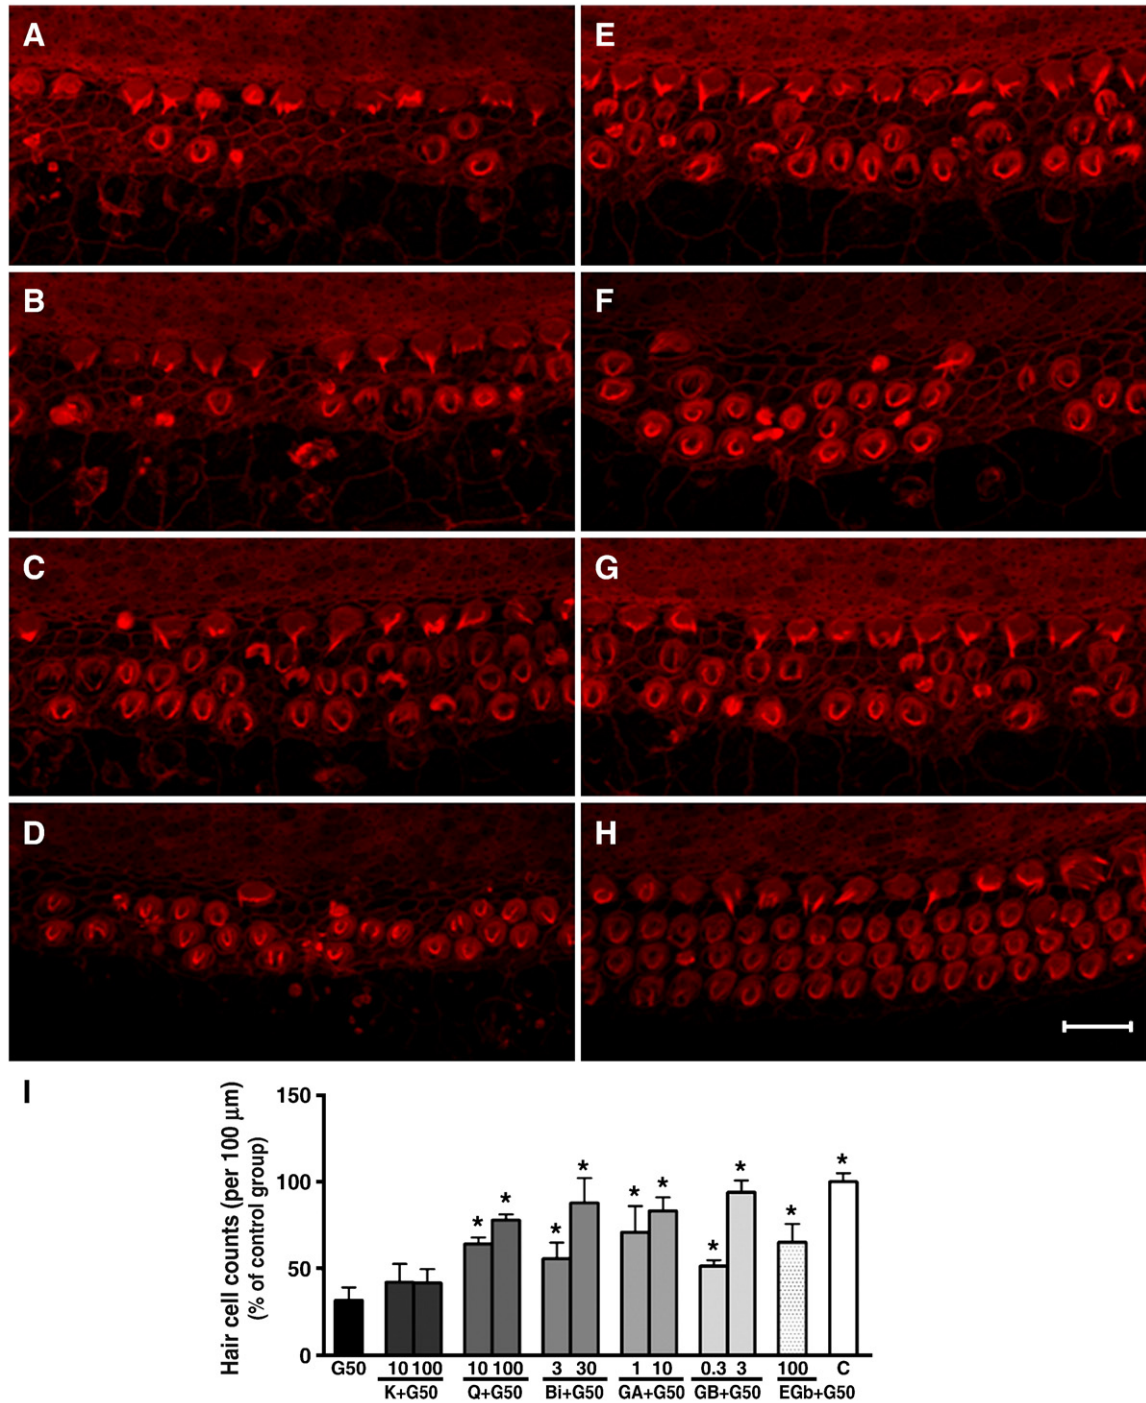 A
E
B
F
C
G
D
H
I
Hair cell counts (per 100 µm)
(% of control group)
150
100
50
0
* * * * * * * * * *
G50 10 100 10 100 3 30 1 10 0.3 3 100 C
K+G50 Q+G50 Bi+G50 GA+G50 GB+G50 EGb+G50